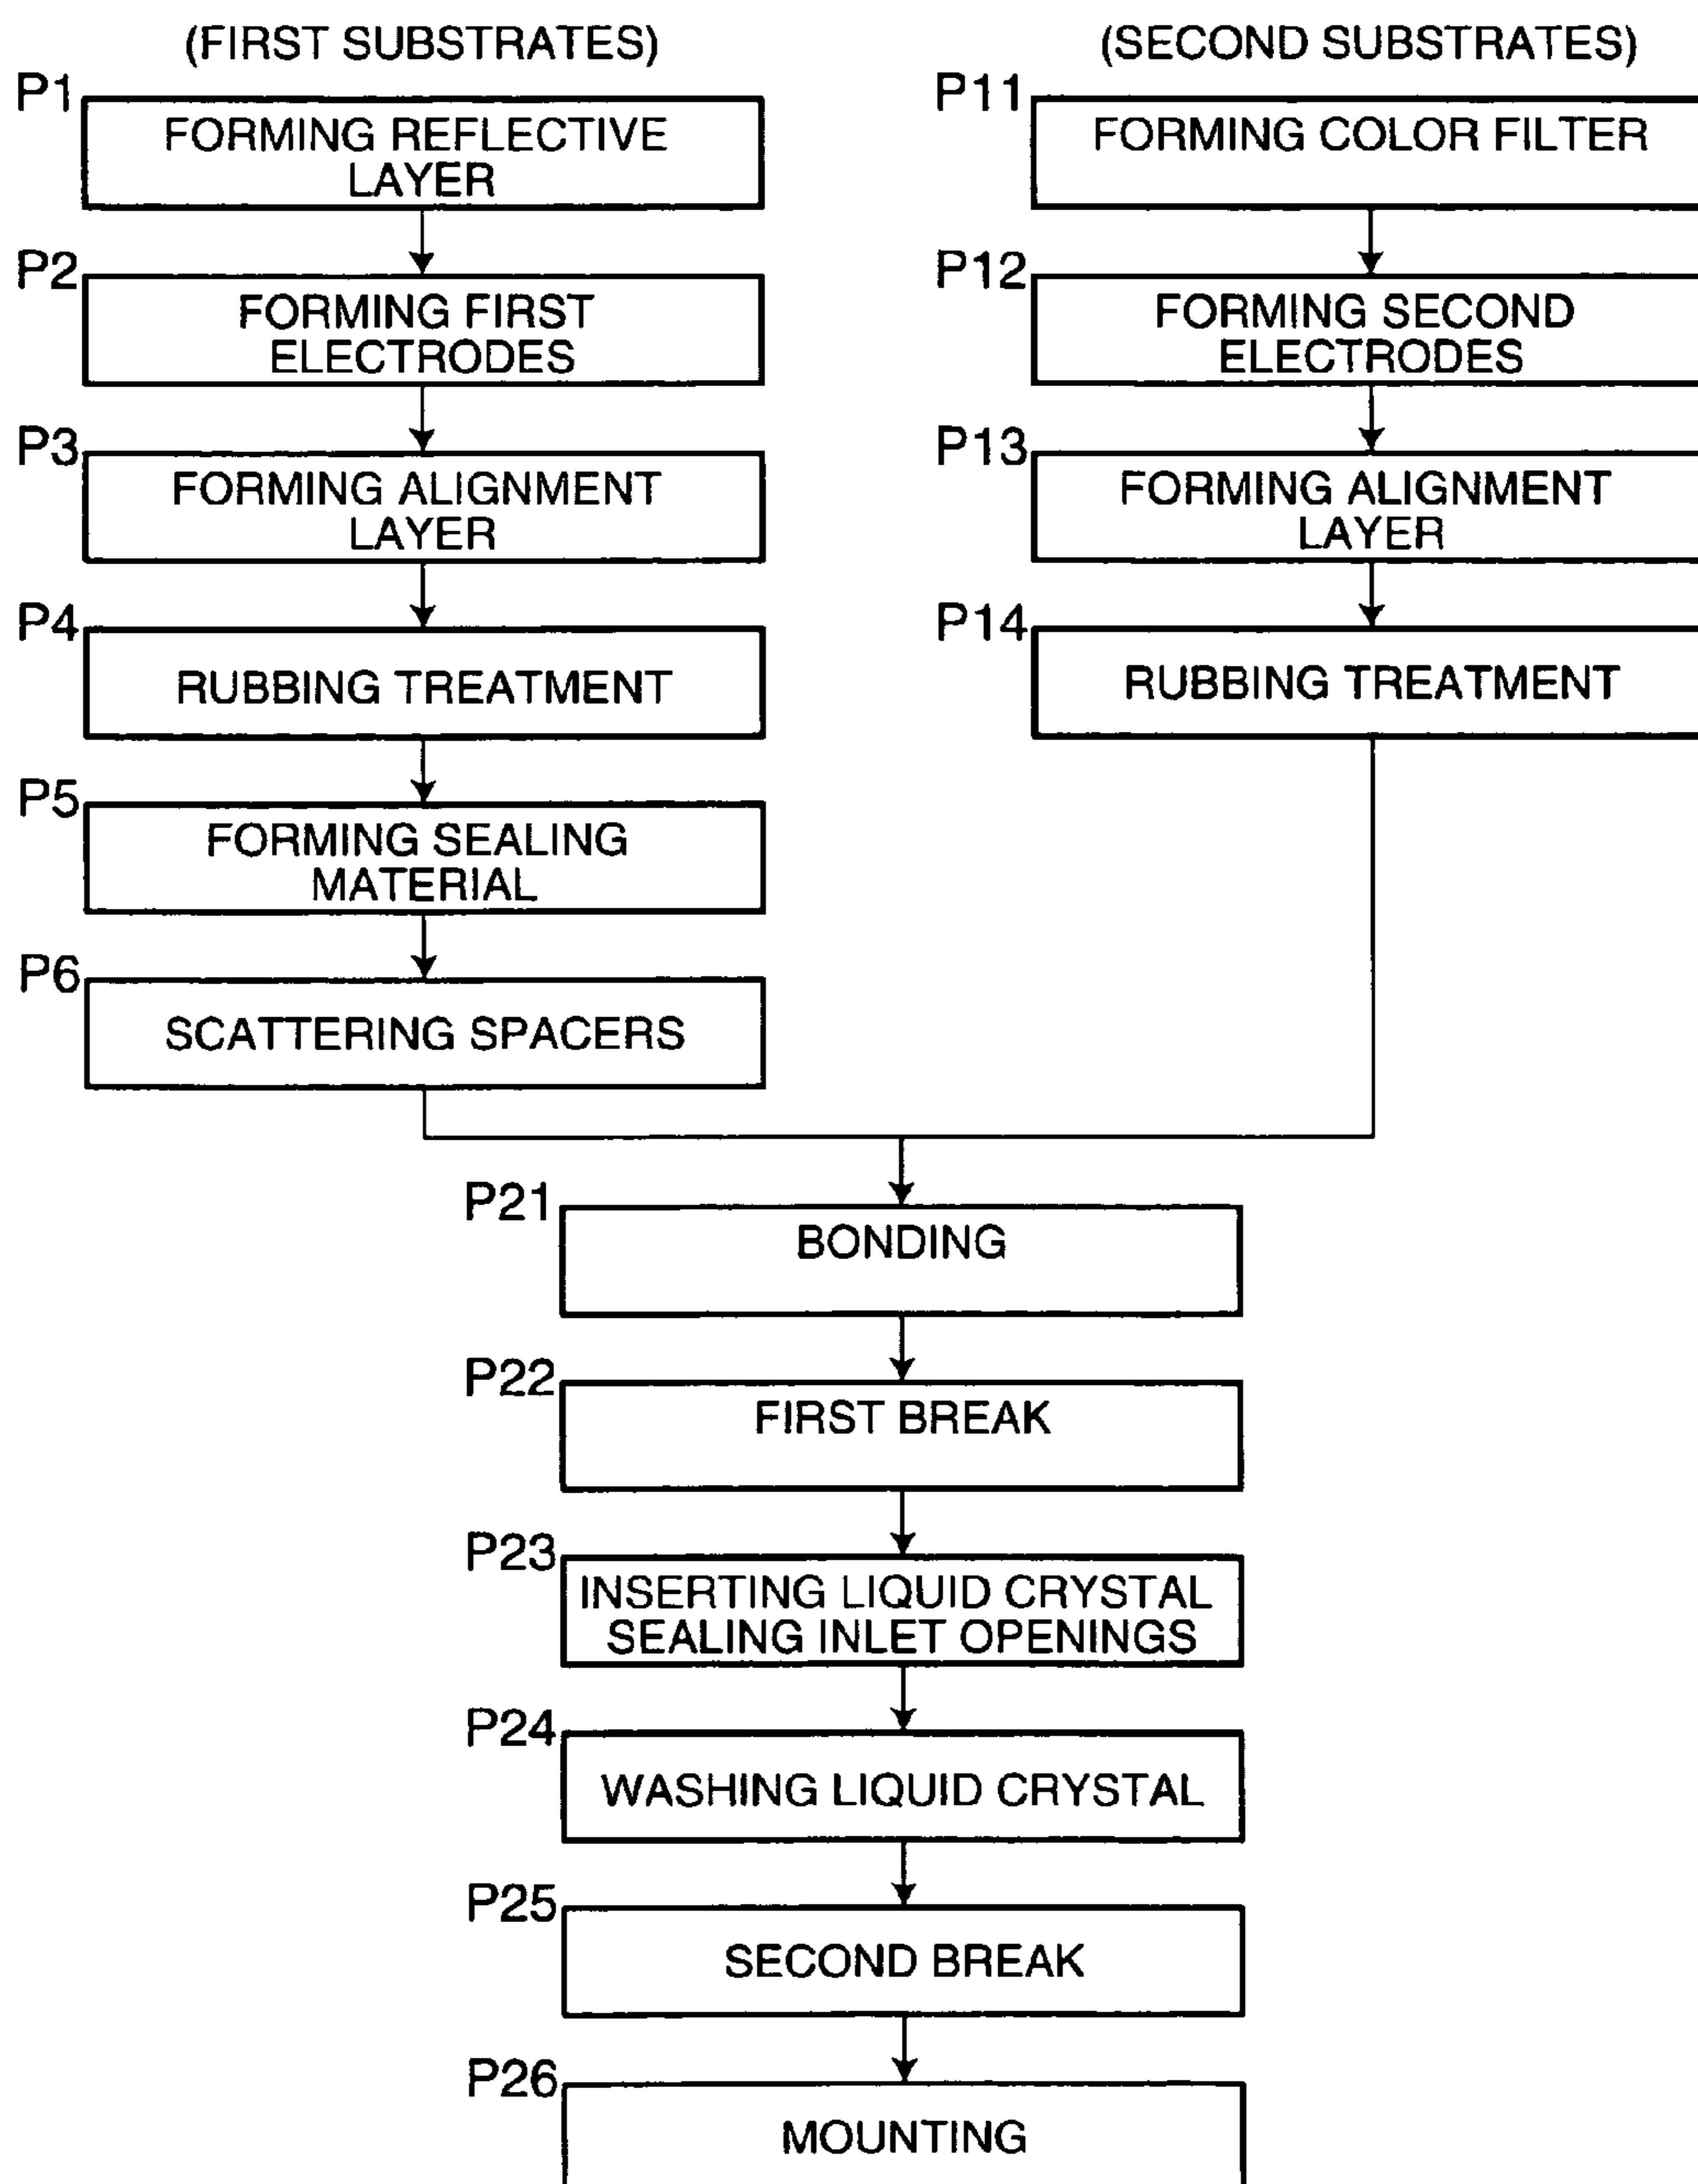 (FIRST SUBSTRATES)
P1
FORMING REFLECTIVE
LAYER
P2
FORMING FIRST
ELECTRODES
P3
FORMING ALIGNMENT
LAYER
P4
RUBBING TREATMENT
P5
FORMING SEALING
MATERIAL
P6
SCATTERING SPACERS
(SECOND SUBSTRATES)
P11
FORMING COLOR FILTER
P12
FORMING SECOND
ELECTRODES
P13
FORMING ALIGNMENT
LAYER
P14
RUBBING TREATMENT
P21
BONDING
P22
FIRST BREAK
P23
INSERTING LIQUID CRYSTAL
SEALING INLET OPENINGS
P24
WASHING LIQUID CRYSTAL
P25
SECOND BREAK
P26
MOUNTING